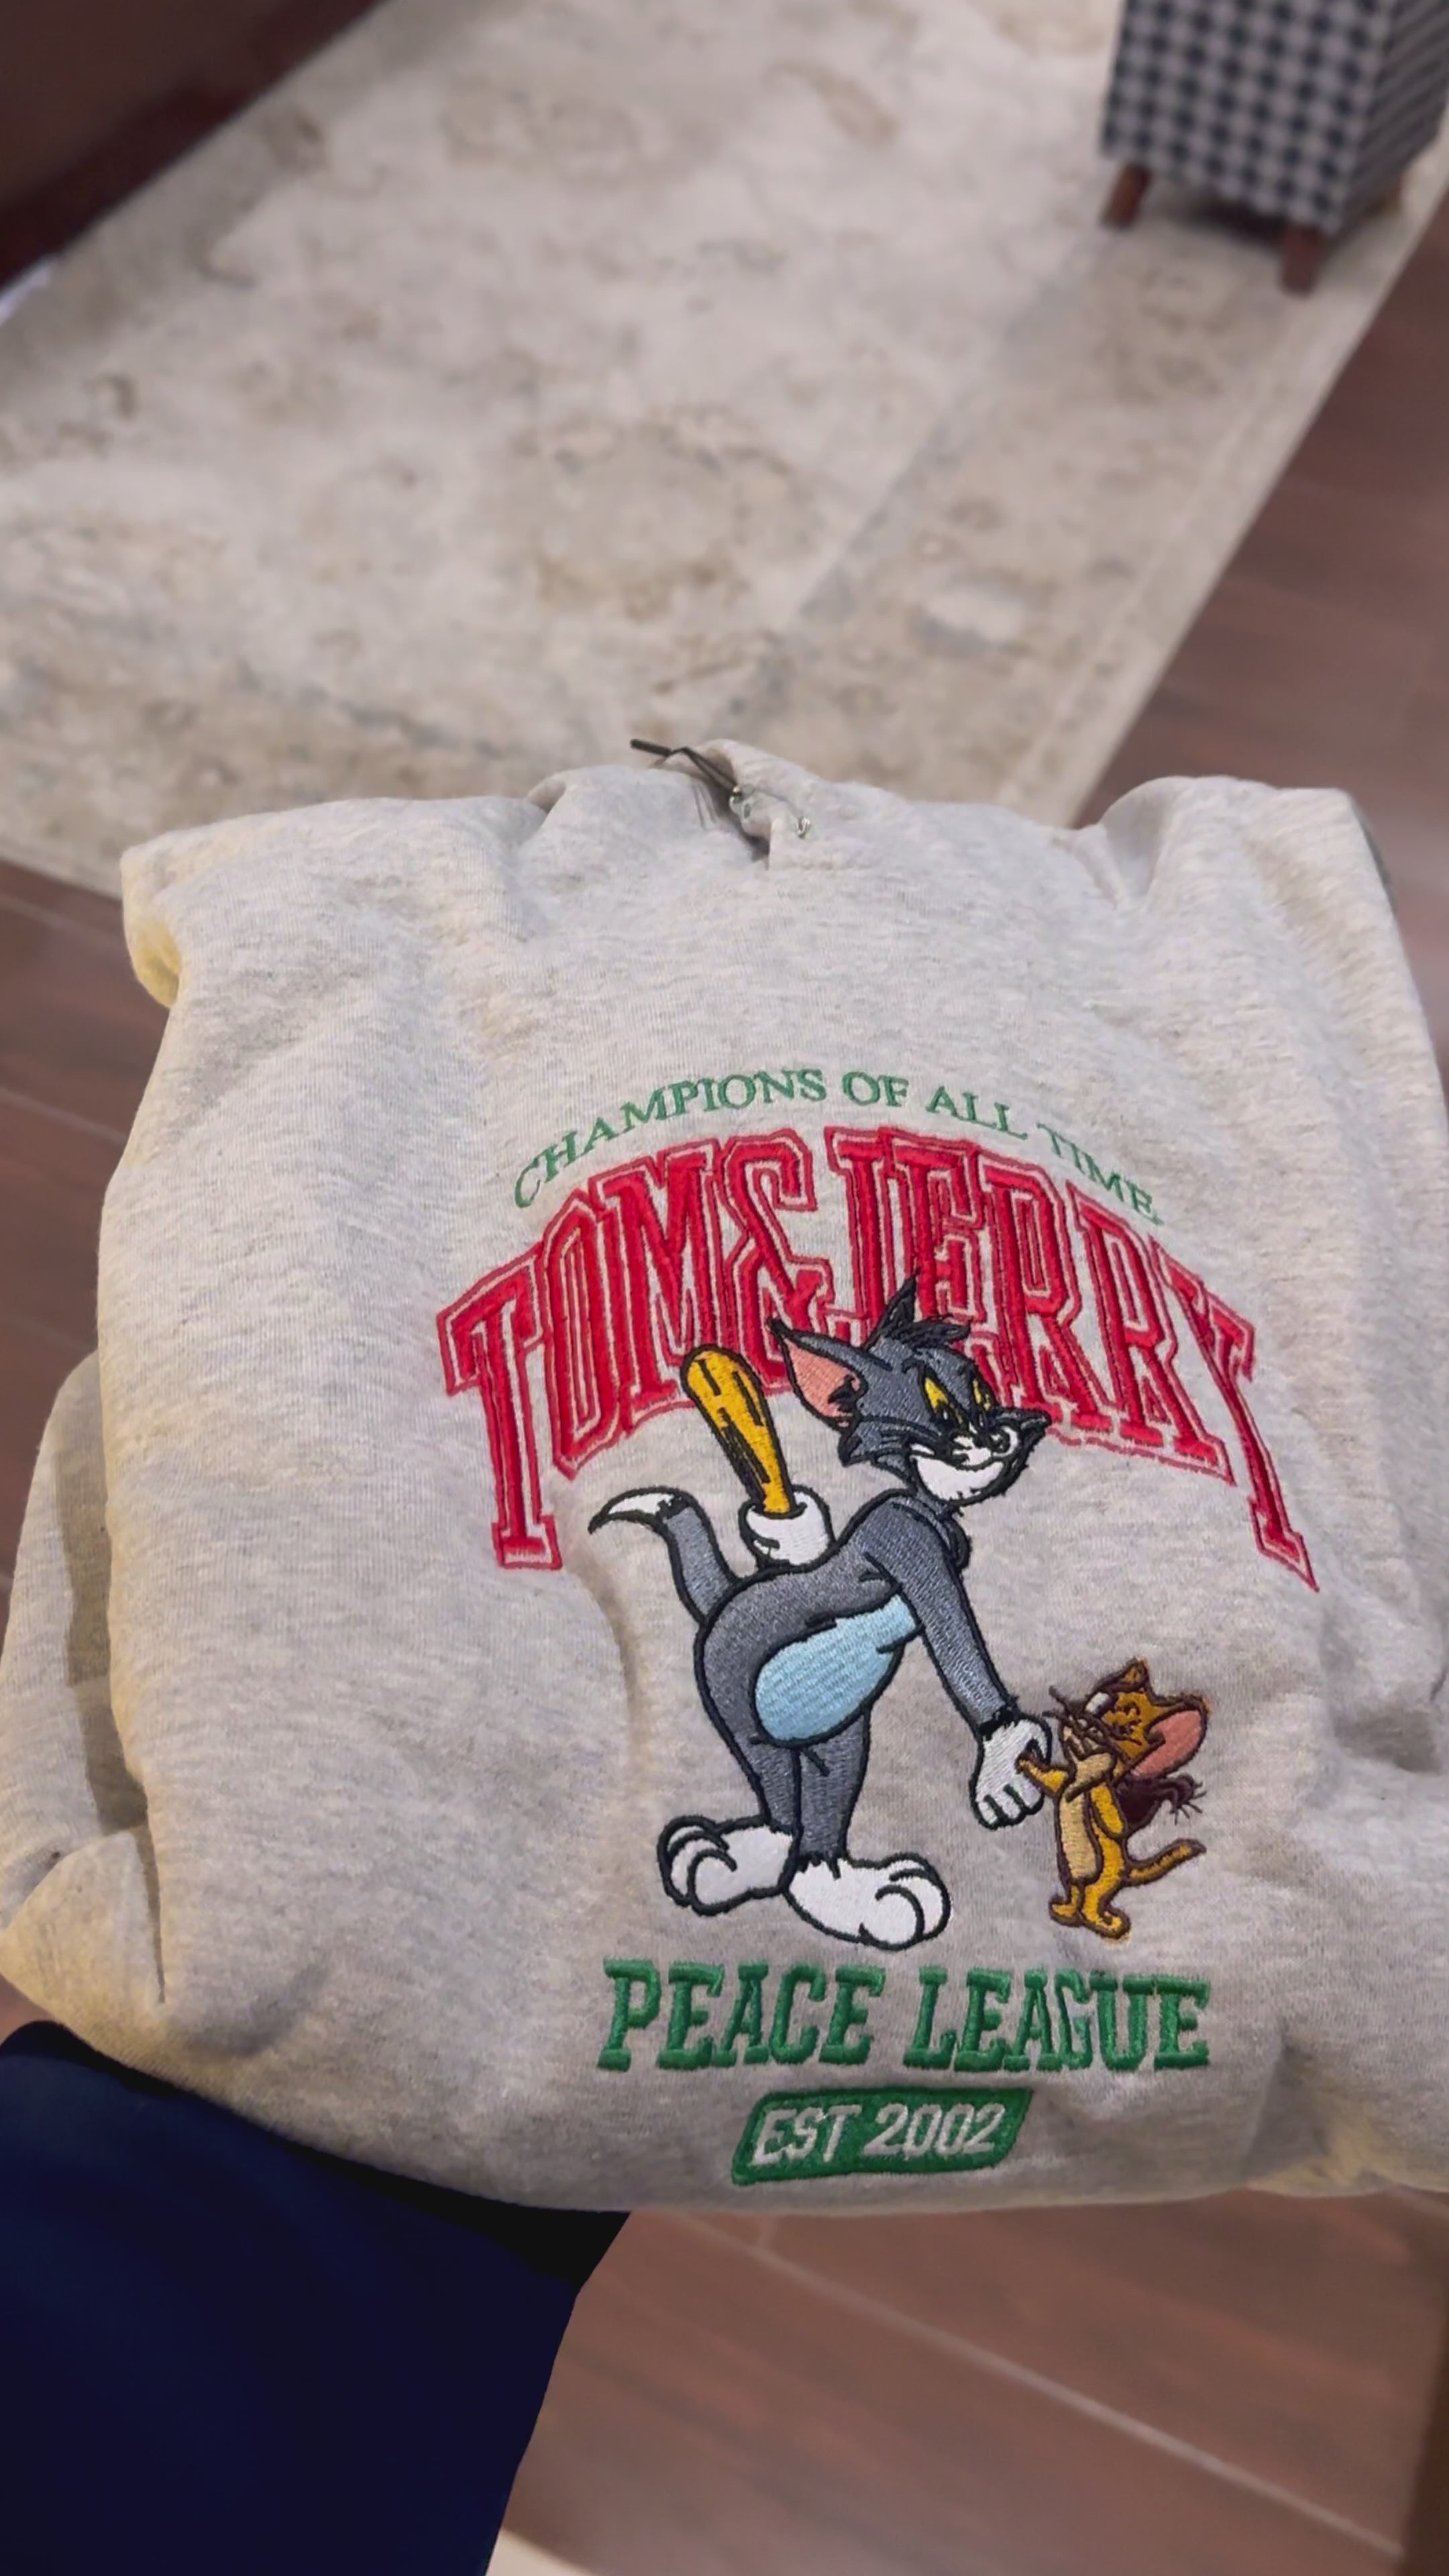 CHAMPIONS OF ALL TIME
TOM&JERRY
PEACE LEAGUE
EST 2002